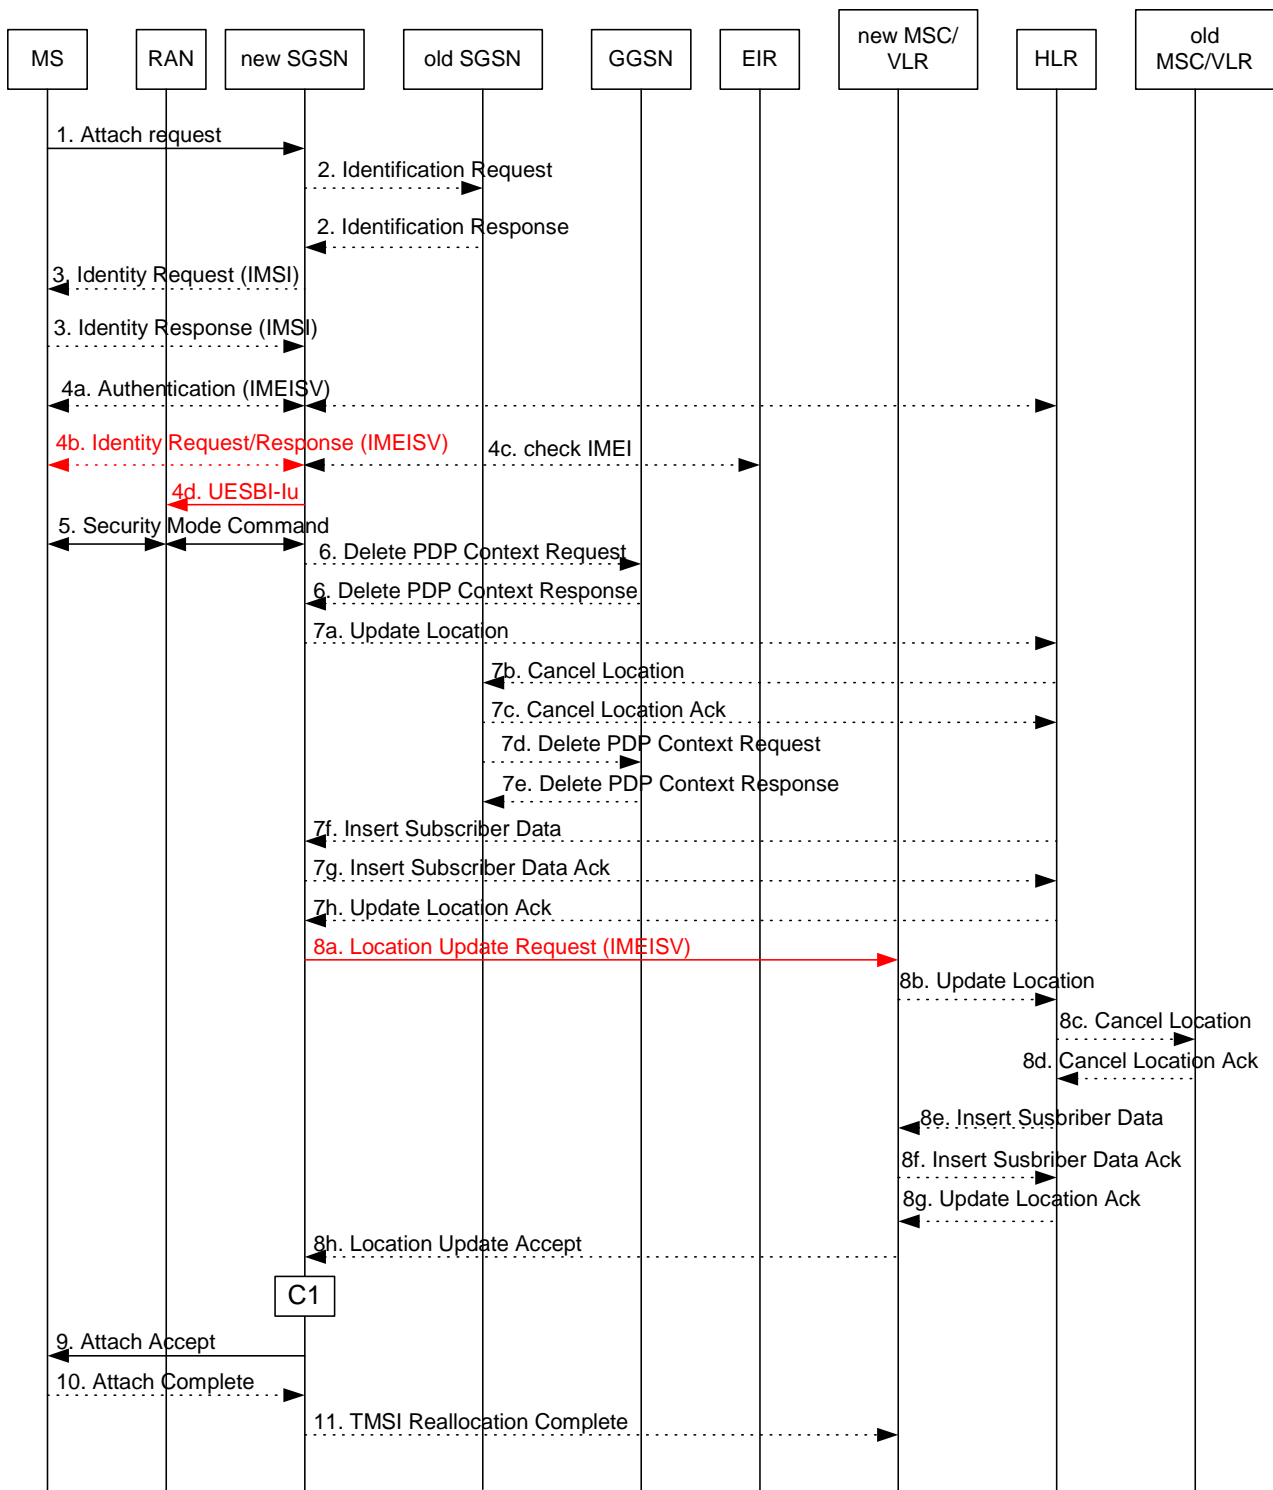 MS
RAN
new SGSN
old SGSN
GGSN
EIR
new MSC/
VLR
HLR
old
MSC/VLR
1. Attach request
2. Identification Request
2. Identification Response
3. Identity Request (IMSI)
3. Identity Response (IMSI)
4a. Authentication (IMEISV)
4b. Identity Request/Response (IMEISV)
4c. check IMEI
4d. UESBI-Iu
5. Security Mode Command
6. Delete PDP Context Request
6. Delete PDP Context Response
7a. Update Location
7b. Cancel Location
7c. Cancel Location Ack
7d. Delete PDP Context Request
7e. Delete PDP Context Response
7f. Insert Subscriber Data
7g. Insert Subscriber Data Ack
7h. Update Location Ack
8a. Location Update Request (IMEISV)
8b. Update Location
8c. Cancel Location
8d. Cancel Location Ack
8e. Insert Susbriber Data
8f. Insert Susbriber Data Ack
8g. Update Location Ack
8h. Location Update Accept
C1
9. Attach Accept
10. Attach Complete
11. TMSI Reallocation Complete